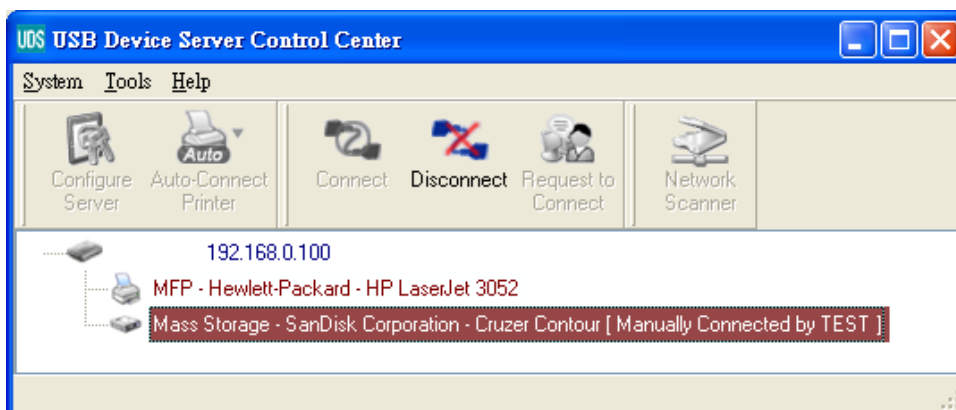 UDS USB Device Server Control Center
System Tools Help
Configure Server
Auto
Auto-Connect Printer
Connect
Disconnect
Request to Connect
Network Scanner
192.168.0.100
MFP - Hewlett-Packard - HP LaserJet 3052
Mass Storage - SanDisk Corporation - Cruzer Contour [ Manually Connected by TEST ]